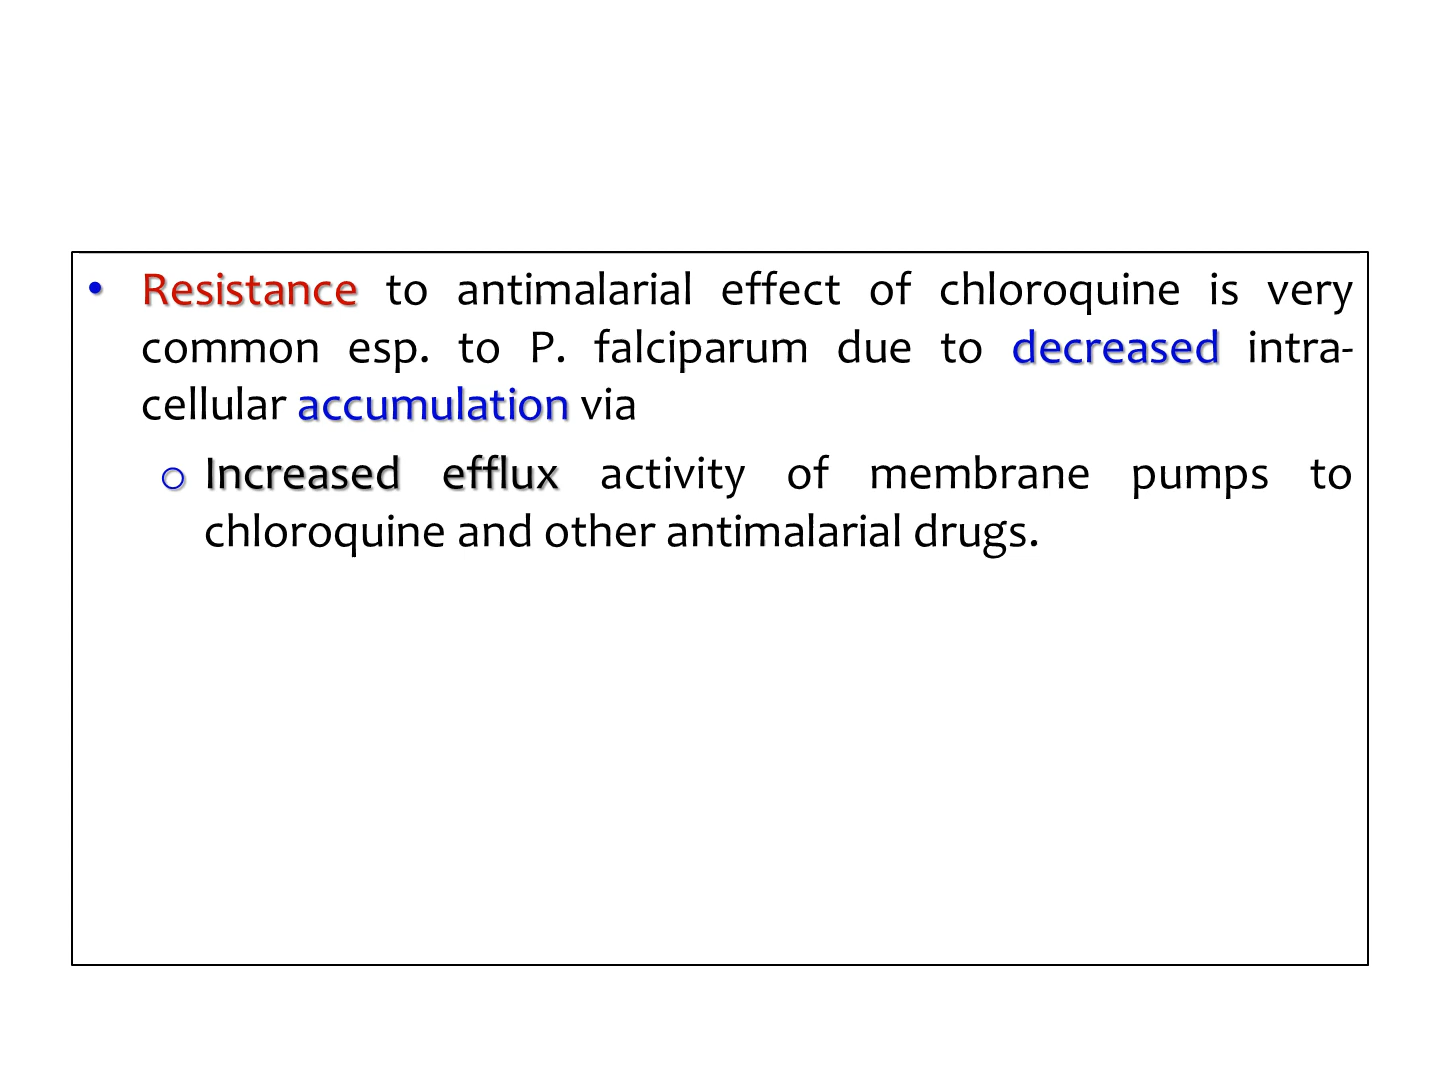 • Resistance to antimalarial effect of chloroquine is very
common esp. to P. falciparum due to decreased intra-
cellular accumulation via
o Increased efflux activity of membrane pumps to
chloroquine and other antimalarial drugs.